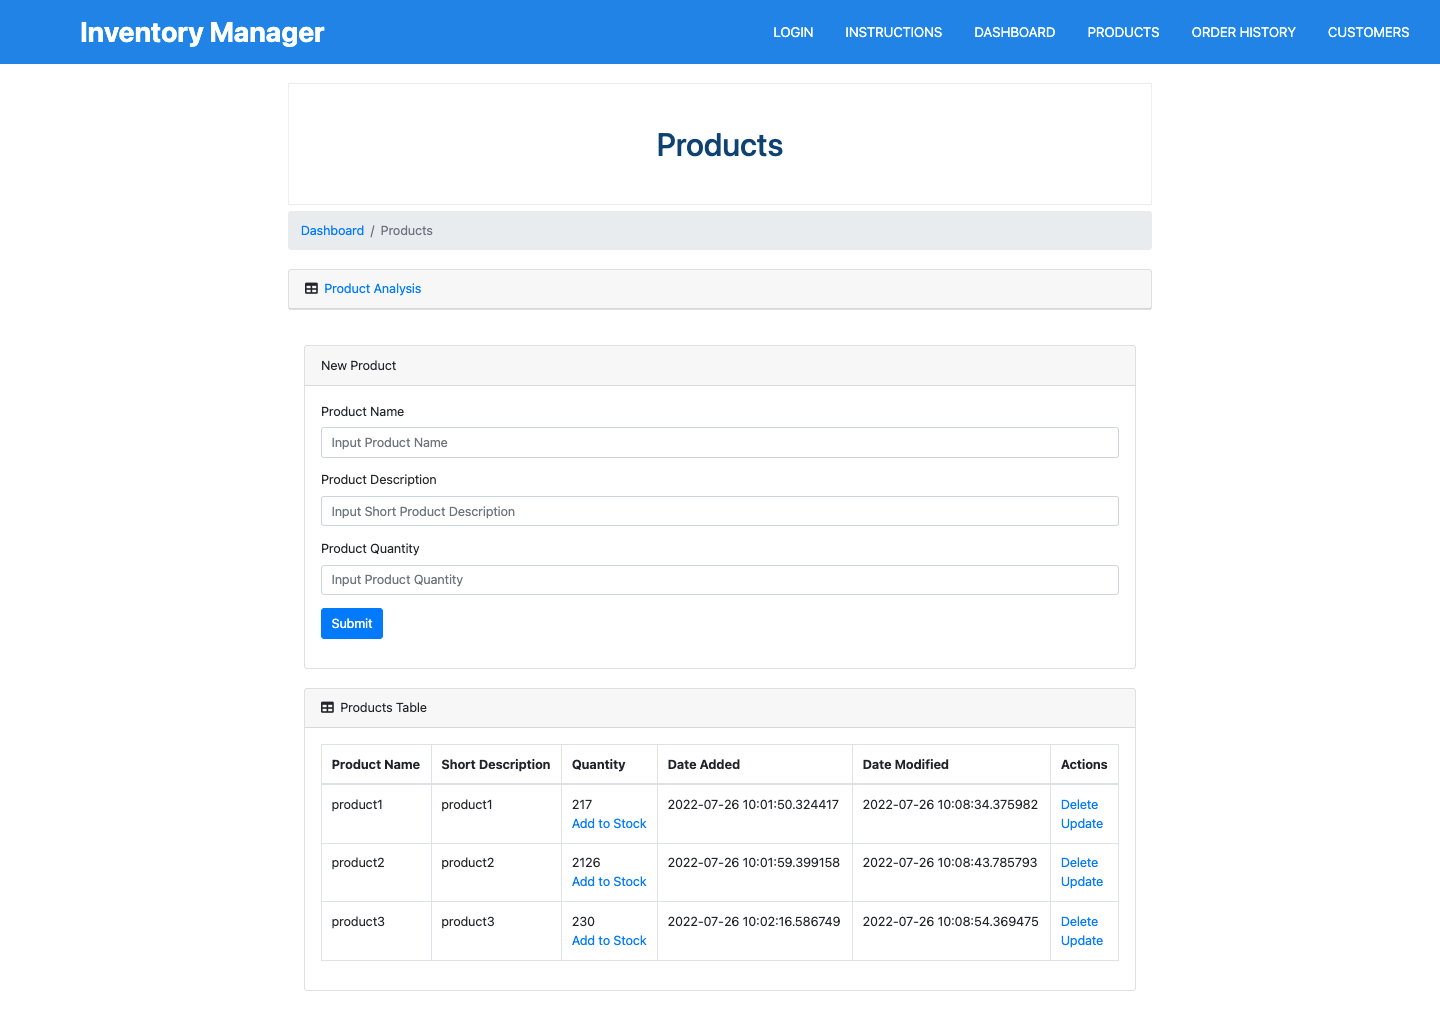 Inventory Manager
LOGIN INSTRUCTIONS DASHBOARD PRODUCTS ORDER HISTORY CUSTOMERS
Products
Dashboard / Products
Product Analysis
New Product
Product Name
Input Product Name
Product Description
Input Short Product Description
Product Quantity
Input Product Quantity
Submit
Products Table
Product Name Short Description Quantity Date Added Date Modified Actions
product1 product1 217 2022-07-26 10:01:50.324417 2022-07-26 10:08:34.375982 Delete
Add to Stock Update
product2 product2 2126 2022-07-26 10:01:59.399158 2022-07-26 10:08:43.785793 Delete
Add to Stock Update
product3 product3 230 2022-07-26 10:02:16.586749 2022-07-26 10:08:54.369475 Delete
Add to Stock Update